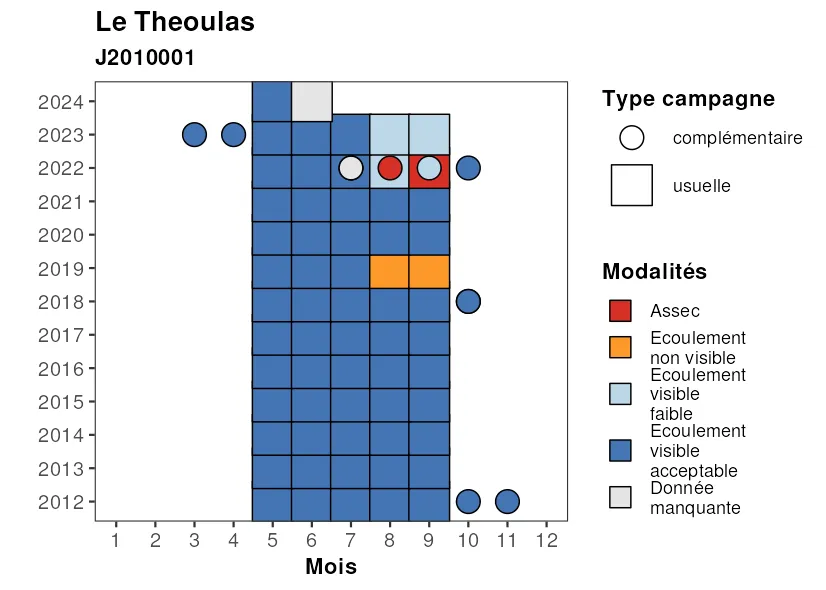 Le Theoulas
J2010001
2024
2023
2022
2021
2020
2019
2018
2017
2016
2015
2014
2013
2012
1 2 3 4 5 6 7 8 9 10 11 12
Mois
Type campagne
complémentaire
usuelle
Modalités
Assec
Ecoulement
non visible
Ecoulement
visible
faible
Ecoulement
visible
acceptable
Donnée
manquante